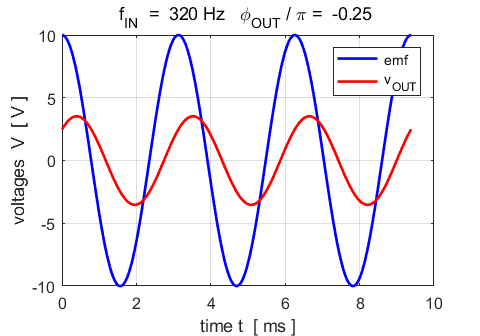 f_IN = 320 Hz ϕ_OUT / π = -0.25
emf
v_OUT
voltages V [ V ]
10
5
0
-5
-10
0 2 4 6 8 10
time t [ ms ]